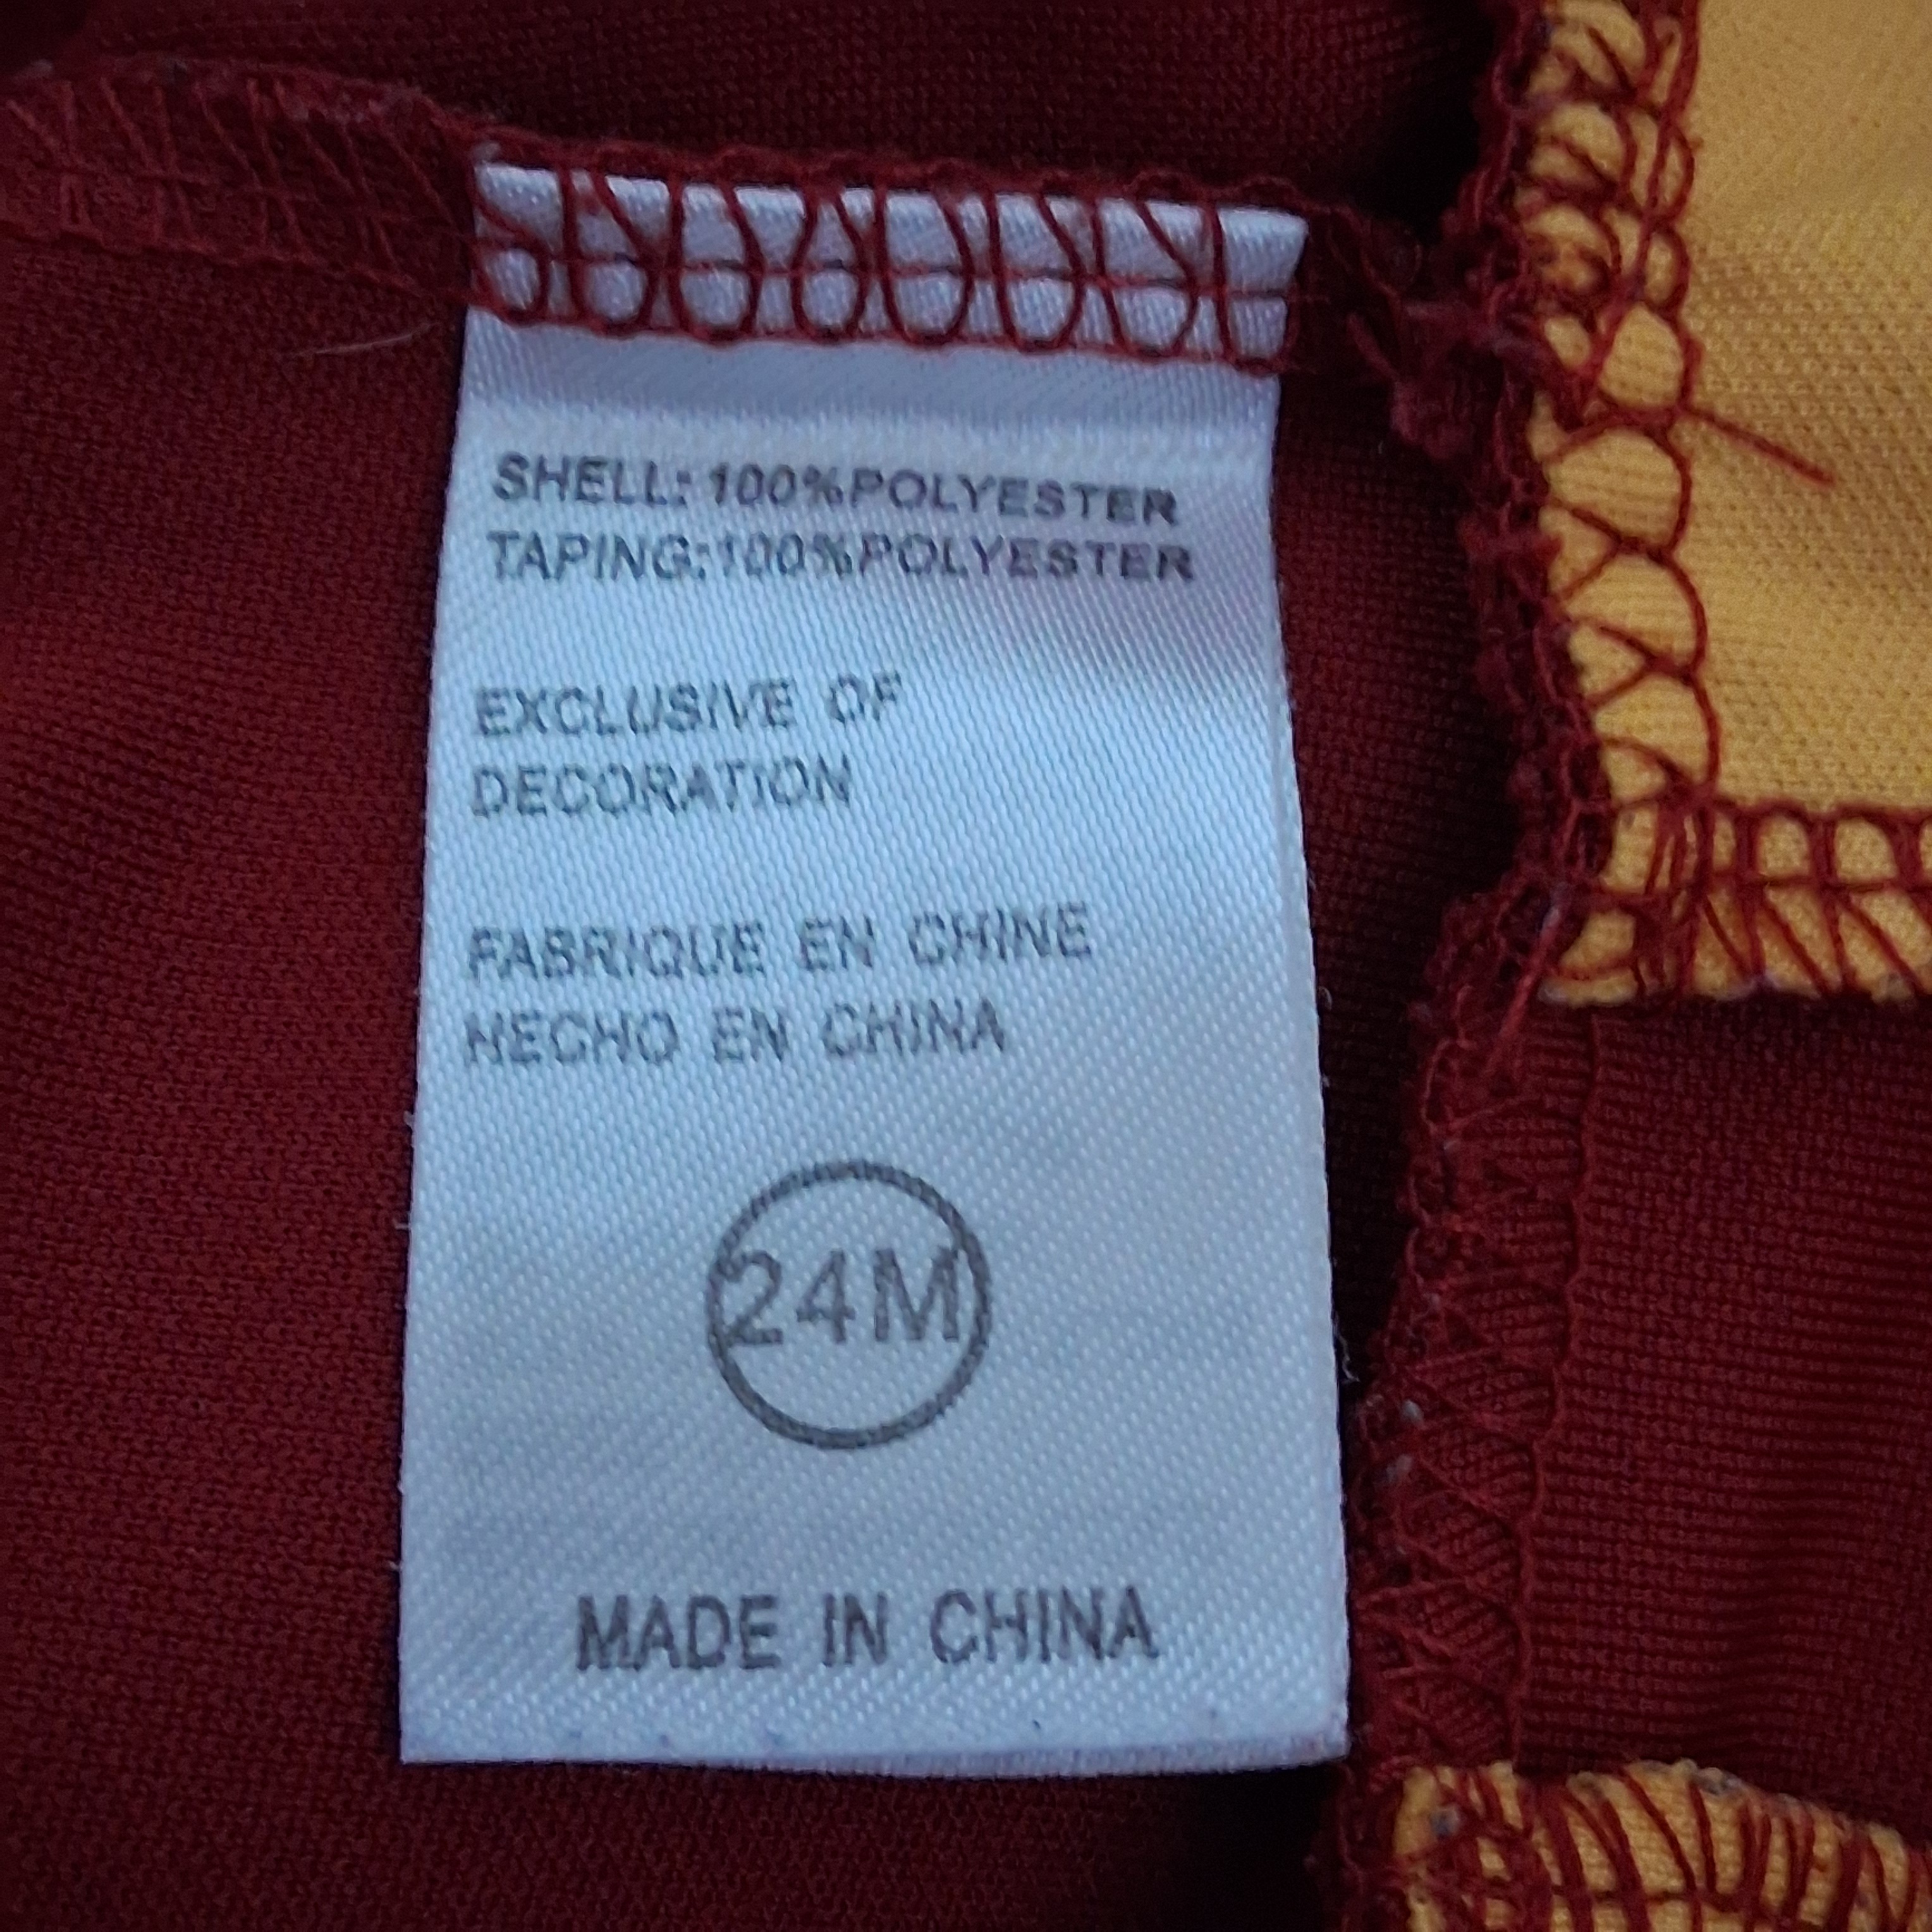 SHELL: 100%POLYESTER
TAPING:100%POLYESTER
EXCLUSIVE OF
DECORATION
FABRIQUE EN CHINE
HECHO EN CHINA
24M
MADE IN CHINA